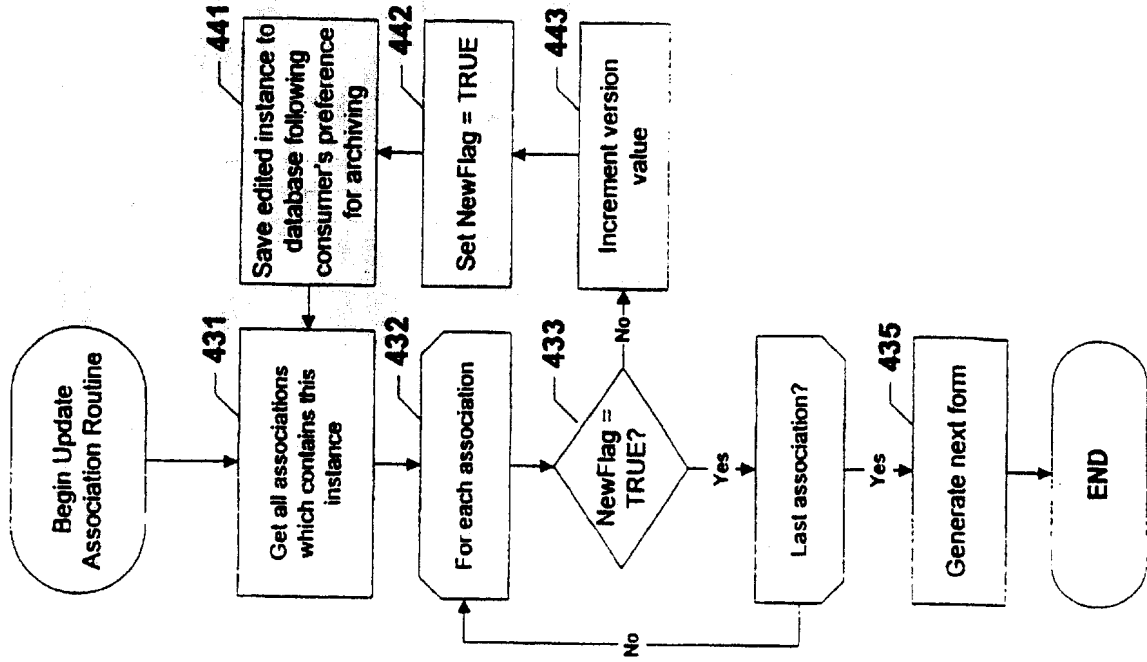 Begin Update
Association Routine
431
Get all associations
which contains this
instance
432
For each association
433
NewFlag =
TRUE?
No
Yes
Last association?
No
Yes
435
Generate next form
END
441
Save edited instance to
database following
consumer's preference
for archiving
442
Set NewFlag = TRUE
443
Increment version
value